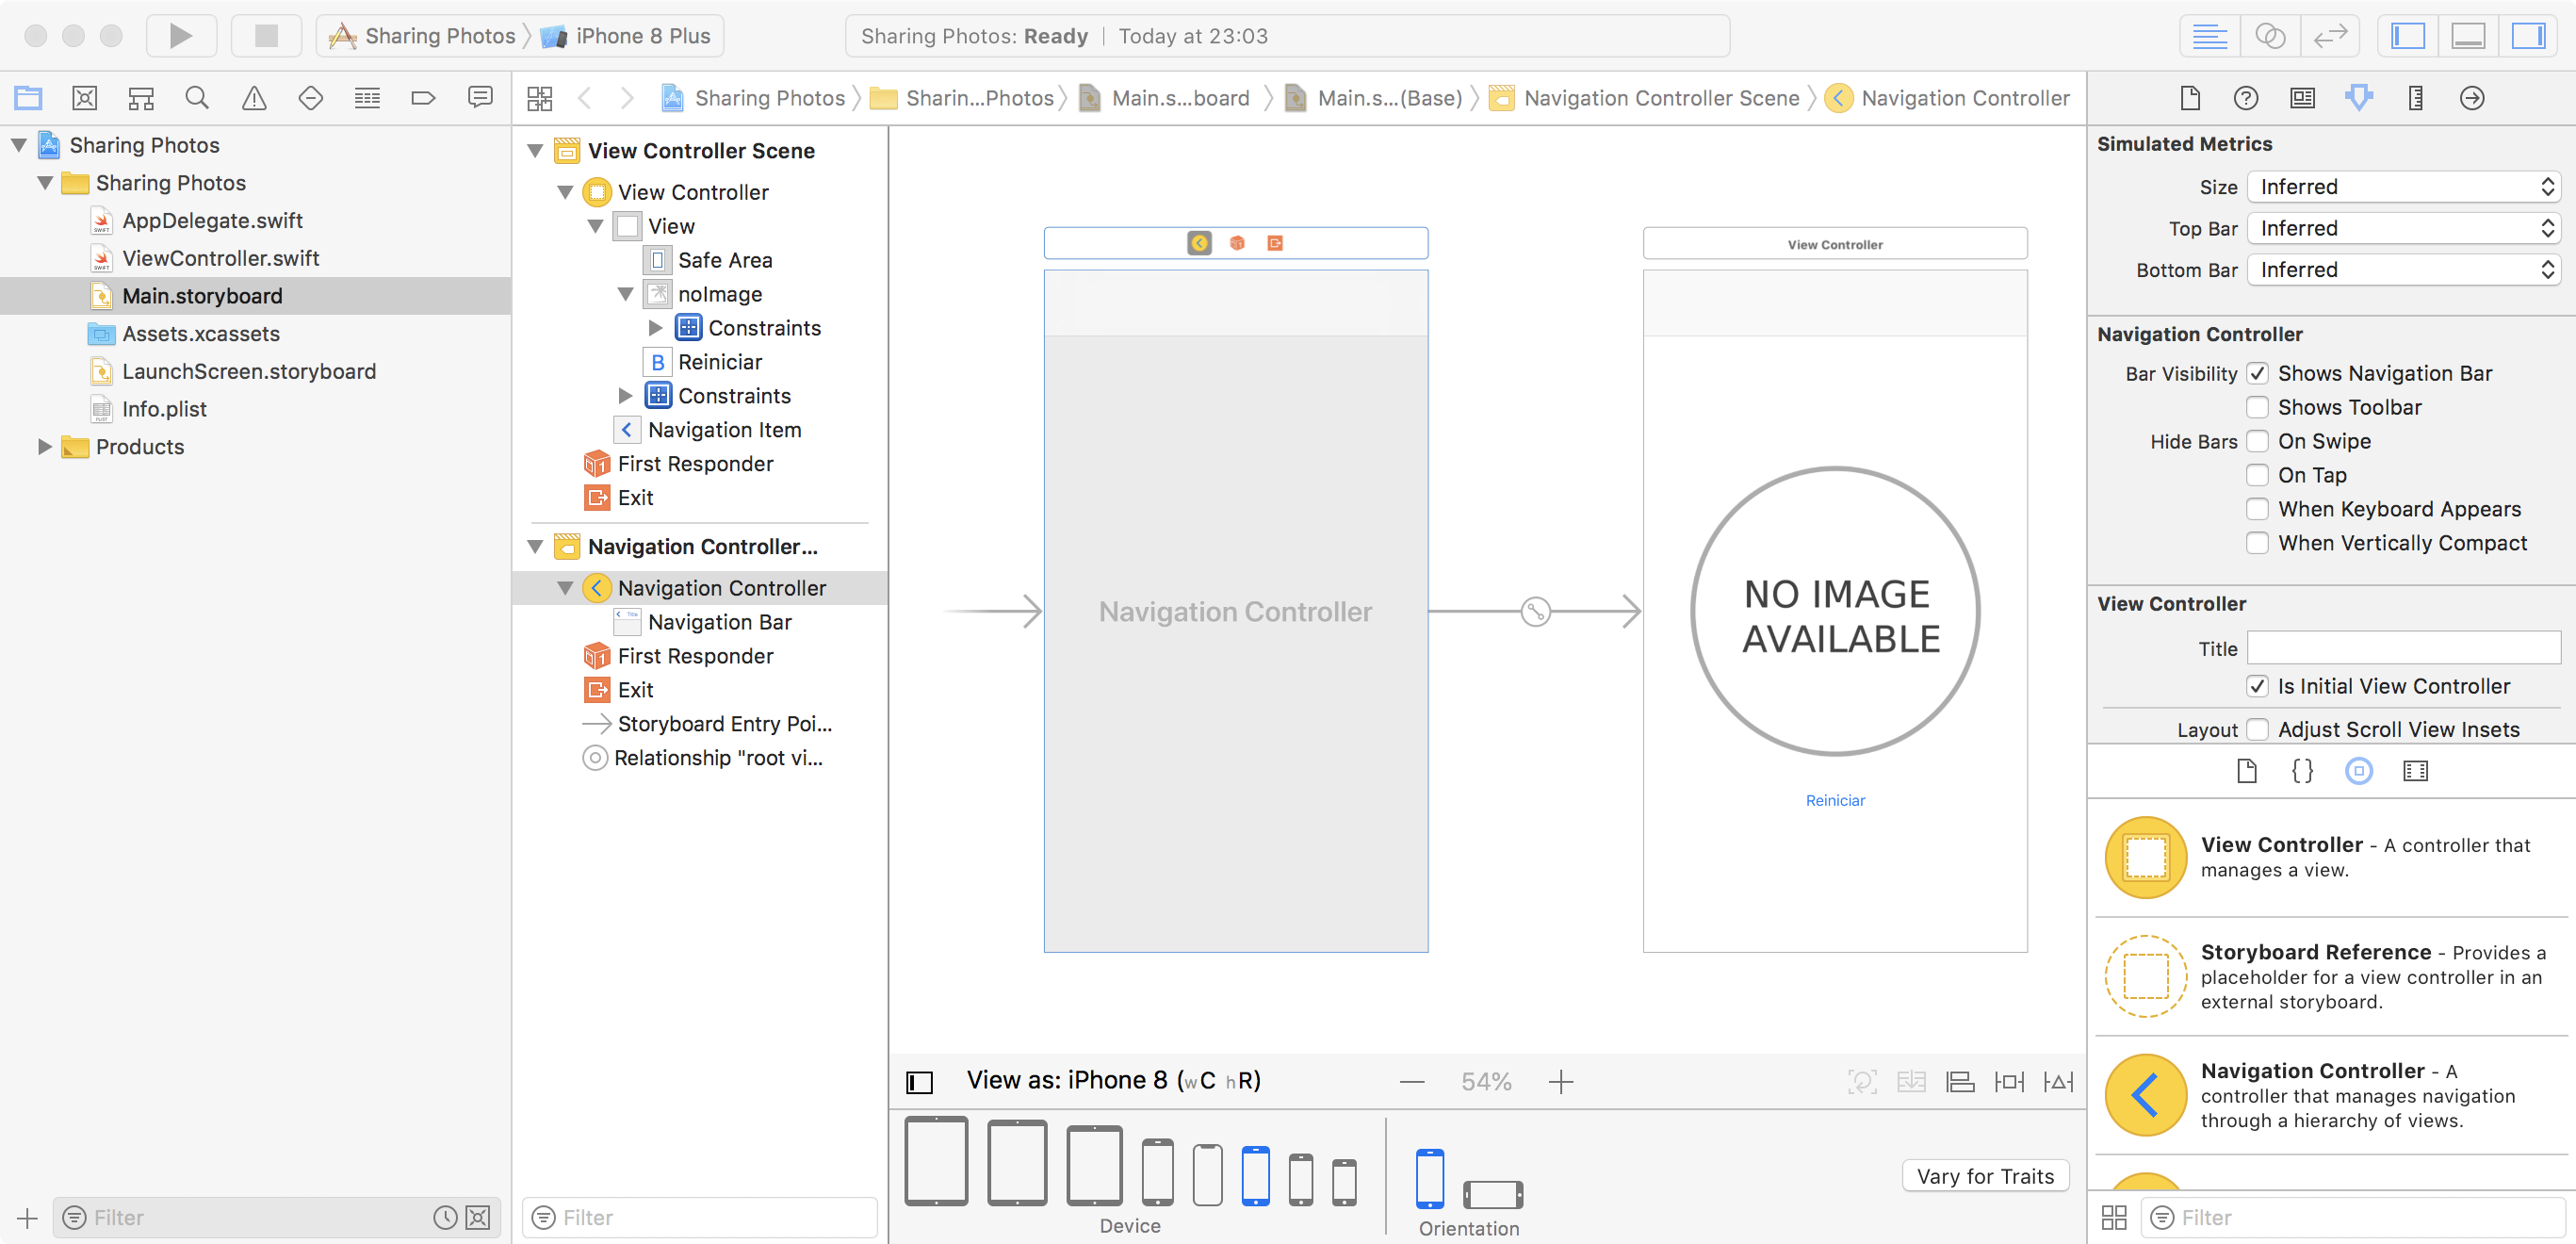 Sharing Photos
iPhone 8 Plus
Sharing Photos: Ready | Today at 23:03
Sharing Photos
Sharin...Photos
Main.s...board
Main.s...(Base)
Navigation Controller Scene
Navigation Controller
Sharing Photos
Sharing Photos
AppDelegate.swift
ViewController.swift
Main.storyboard
Assets.xcassets
LaunchScreen.storyboard
Info.plist
Products
Filter
View Controller Scene
View Controller
View
Safe Area
noImage
Constraints
B Reiniciar
Constraints
Navigation Item
First Responder
Exit
Navigation Controller...
Navigation Controller
Navigation Bar
First Responder
Exit
Storyboard Entry Poi...
Relationship "root vi...
Filter
Navigation Controller
View Controller
NO IMAGE
AVAILABLE
Reiniciar
View as: iPhone 8 (wC hR)
54%
Device
Orientation
Vary for Traits
Simulated Metrics
Size Inferred
Top Bar Inferred
Bottom Bar Inferred
Navigation Controller
Bar Visibility Shows Navigation Bar
Shows Toolbar
Hide Bars On Swipe
On Tap
When Keyboard Appears
When Vertically Compact
View Controller
Title
Is Initial View Controller
Layout Adjust Scroll View Insets
{}
View Controller - A controller that
manages a view.
Storyboard Reference - Provides a
placeholder for a view controller in an
external storyboard.
Navigation Controller - A
controller that manages navigation
through a hierarchy of views.
Filter